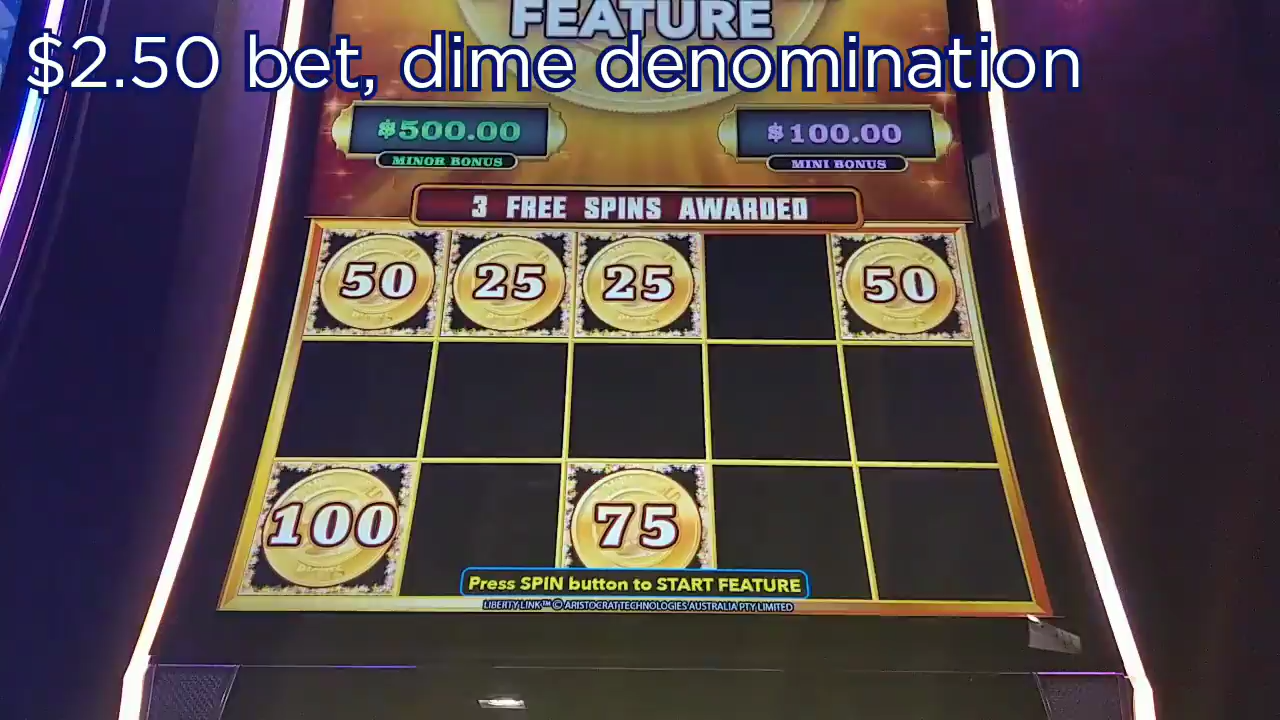 FEATURE
$2.50 bet, dime denomination
$500.00 $100.00
MINOR BONUS MINI BONUS
3 FREE SPINS AWARDED
50 25 25 50
100 75
Press SPIN button to START FEATURE
LIBERTY LINK™ © ARISTOCRAT TECHNOLOGIES AUSTRALIA PTY LIMITED